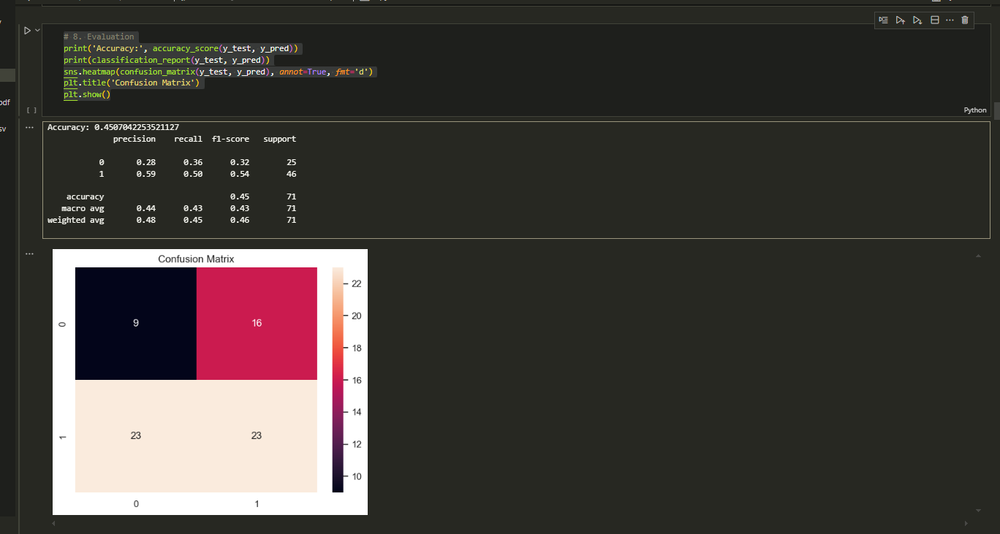 # 8. Evaluation
print('Accuracy:', accuracy_score(y_test, y_pred))
print(classification_report(y_test, y_pred))
sns.heatmap(confusion_matrix(y_test, y_pred), annot=True, fmt='d')
plt.title('Confusion Matrix')
plt.show()
odf
[ ]
Python
sv
Accuracy: 0.4507042253521127
precision recall f1-score support
0 0.28 0.36 0.32 25
1 0.59 0.50 0.54 46
accuracy 0.45 71
macro avg 0.44 0.43 0.43 71
weighted avg 0.48 0.45 0.46 71
Confusion Matrix
22
20
18
16
14
12
10
0
9 16
1
23 23
0 1